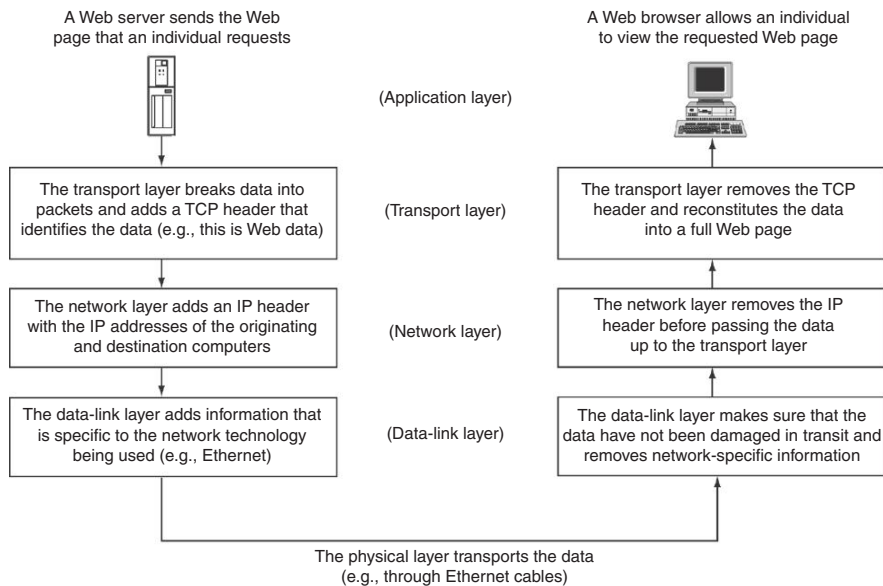 A Web server sends the Web
page that an individual requests
A Web browser allows an individual
to view the requested Web page
(Application layer)
The transport layer breaks data into
packets and adds a TCP header that
identifies the data (e.g., this is Web data)
(Transport layer)
The transport layer removes the TCP
header and reconstitutes the data
into a full Web page
The network layer adds an IP header
with the IP addresses of the originating
and destination computers
(Network layer)
The network layer removes the IP
header before passing the data
up to the transport layer
The data-link layer adds information that
is specific to the network technology
being used (e.g., Ethernet)
(Data-link layer)
The data-link layer makes sure that the
data have not been damaged in transit and
removes network-specific information
The physical layer transports the data
(e.g., through Ethernet cables)